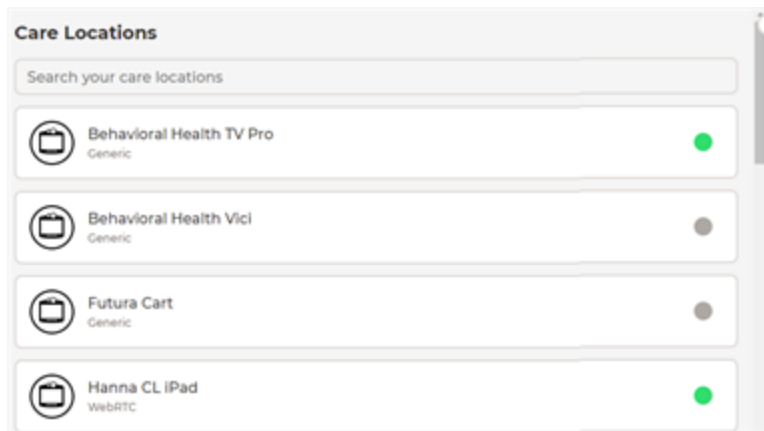 Care Locations
Search your care locations
Behavioral Health TV Pro
Generic
Behavioral Health Vici
Generic
Futura Cart
Generic
Hanna CL iPad
WebRTC